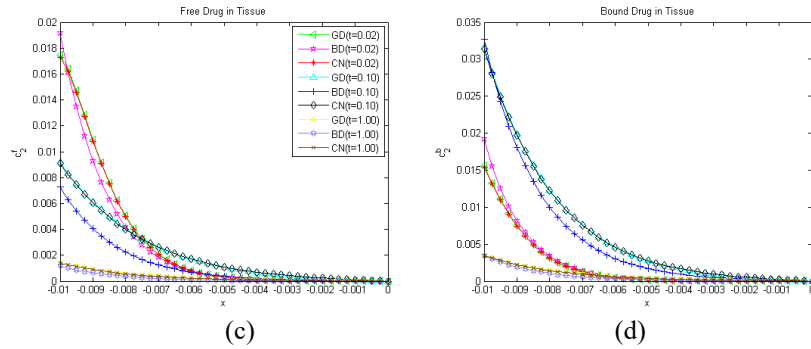 Free Drug in Tissue
0.02
0.018
0.016
0.014
0.012
0.01
0.008
0.006
0.004
0.002
0
c₂ᶠ
-0.01 -0.009 -0.008 -0.007 -0.006 -0.005 -0.004 -0.003 -0.002 -0.001 0
x
GD(t=0.02)
BD(t=0.02)
CN(t=0.02)
GD(t=0.10)
BD(t=0.10)
CN(t=0.10)
GD(t=1.00)
BD(t=1.00)
CN(t=1.00)
(c)
Bound Drug in Tissue
0.035
0.03
0.025
0.02
0.015
0.01
0.005
0
c₂ᵇ
-0.01 -0.009 -0.008 -0.007 -0.006 -0.005 -0.004 -0.003 -0.002 -0.001 0
x
(d)